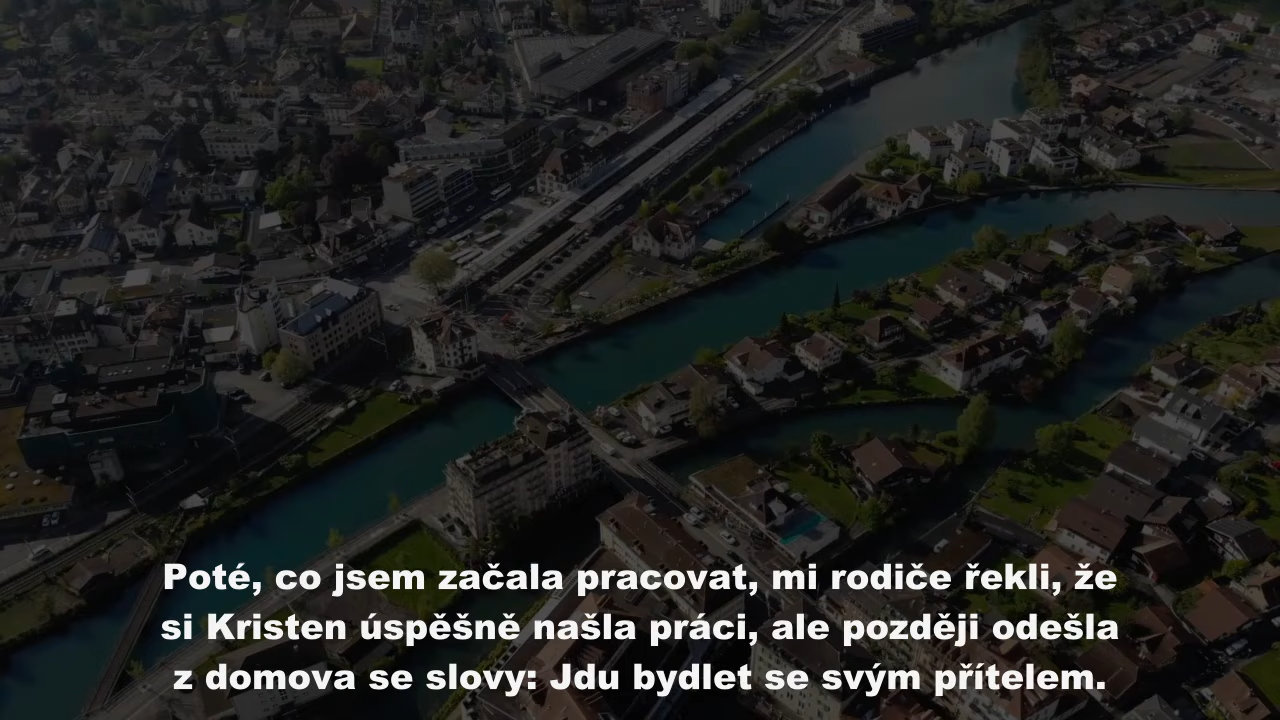 Poté, co jsem začala pracovat, mi rodiče řekli, že
si Kristen úspěšně našla práci, ale později odešla
z domova se slovy: Jdu bydlet se svým přítelem.